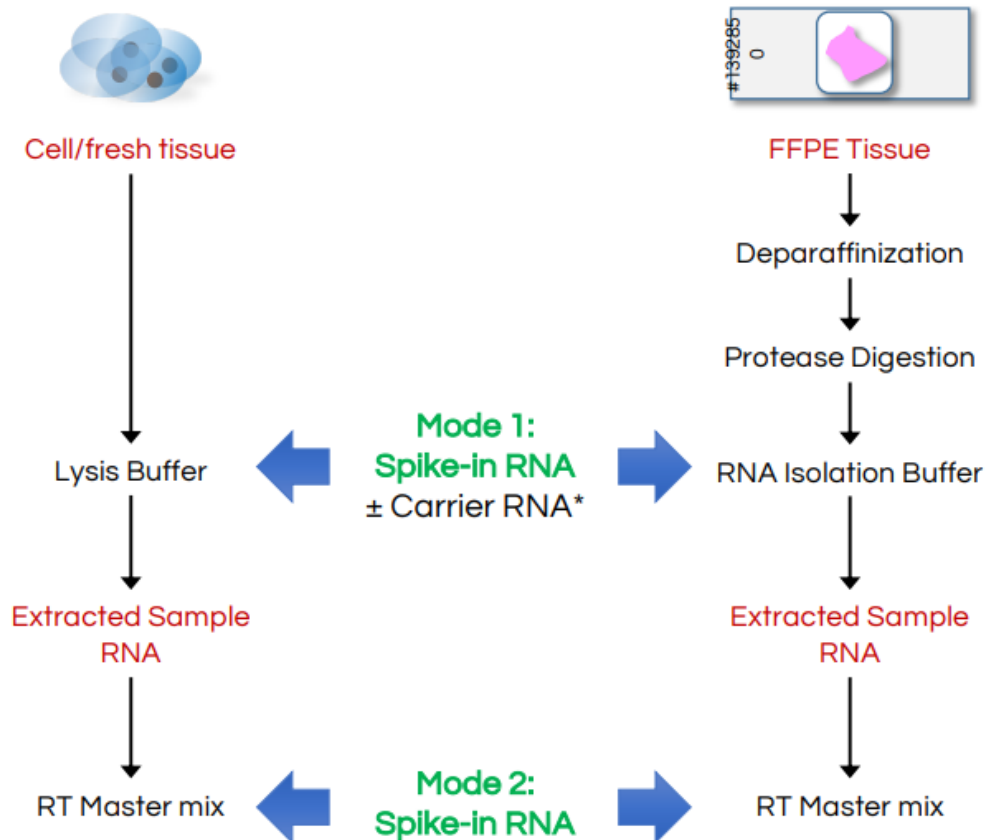 #139285
0
Cell/fresh tissue
FFPE Tissue
Deparaffinization
Protease Digestion
Mode 1:
Spike-in RNA
± Carrier RNA*
Lysis Buffer
RNA Isolation Buffer
Extracted Sample
RNA
Extracted Sample
RNA
Mode 2:
Spike-in RNA
RT Master mix
RT Master mix